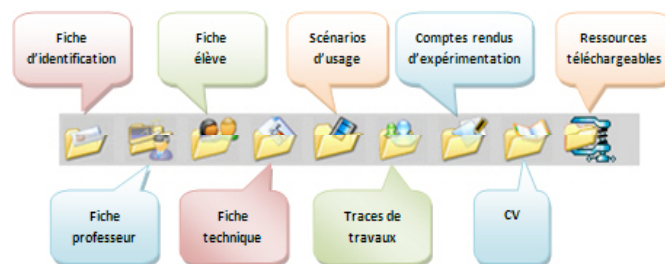 Fiche
d'identification
Fiche
élève
Scénarios
d'usage
Comptes rendus
d'expérimentation
Ressources
téléchargeables
Fiche
professeur
Fiche
technique
Traces de
travaux
CV